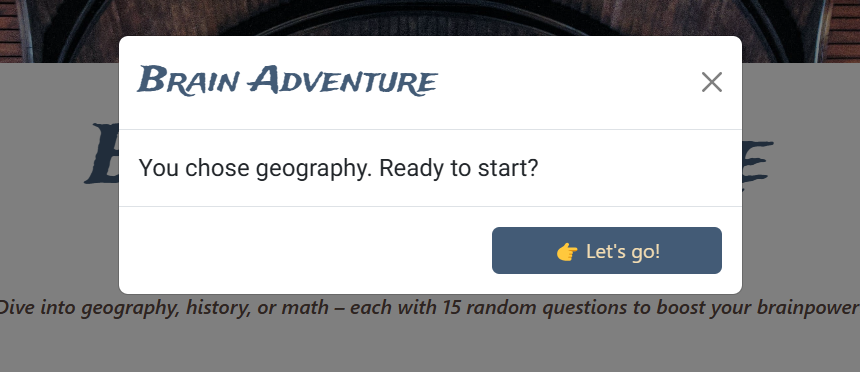 Brain Adventure
You chose geography. Ready to start?
👉 Let's go!
Dive into geography, history, or math – each with 15 random questions to boost your brainpower